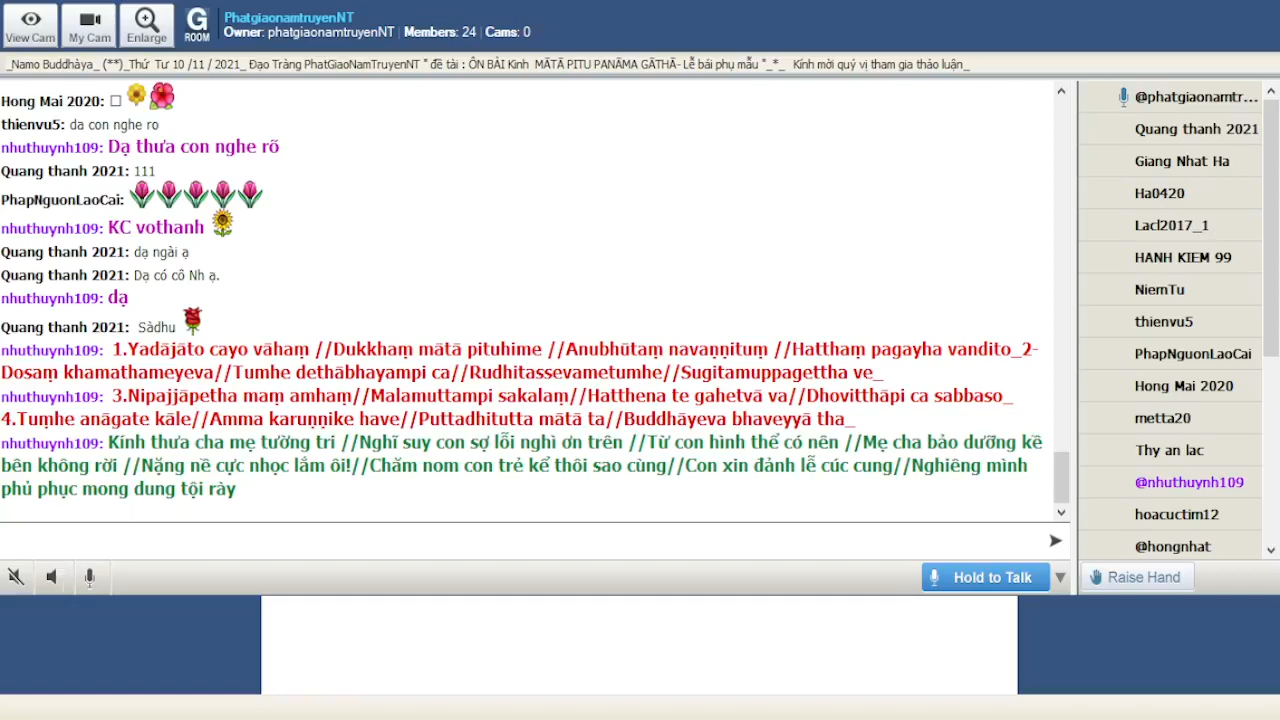 View Cam
My Cam
Enlarge
G
ROOM
PhatgiaonamtruyenNT
Owner: phatgiaonamtruyenNT | Members: 24 | Cams: 0
_Namo Buddhàya_ (**)_Thứ Tư 10 /11 / 2021_ Đạo Tràng PhatGiaoNamTruyenNT " đề tài : ÔN BÀI Kinh MĀTĀ PITU PANĀMA GĀTHĀ- Lễ bái phụ mẫu "_*_ Kính mời quý vị tham gia thảo luận_
Hong Mai 2020:
thienvu5: da con nghe ro
nhuthuynh109: Dạ thưa con nghe rõ
Quang thanh 2021: 111
PhapNguonLaoCai:
nhuthuynh109: KC vothanh
Quang thanh 2021: dạ ngài ạ
Quang thanh 2021: Dạ có cô Nh ạ.
nhuthuynh109: dạ
Quang thanh 2021: Sàdhu
nhuthuynh109: 1.Yadājāto cayo vāhaṃ //Dukkhaṃ mātā pituhime //Anubhūtaṃ navaṇṇituṃ //Hatthaṃ pagayha vandito_2-
Dosaṃ khamathameyeva//Tumhe dethābhayampi ca//Rudhitassevametumhe//Sugitamuppagettha ve_
nhuthuynh109: 3.Nipajjāpetha maṃ amhaṃ//Malamuttampi sakalaṃ//Hatthena te gahetvā va//Dhovitthāpi ca sabbaso_
4.Tuṃhe anāgate kāle//Amma karuṇṇike have//Puttadhitutta mātā ta//Buddhāyeva bhaveyyā tha_
nhuthuynh109: Kính thưa cha mẹ tường tri //Nghĩ suy con sợ lỗi nghì ơn trên //Từ con hình thể có nên //Mẹ cha bảo dưỡng kề
bên không rời //Nặng nề cực nhọc lắm ôi!//Chăm nom con trẻ kể thôi sao cùng//Con xin đảnh lễ cúc cung//Nghiêng mình
phủ phục mong dung tội rày
Hold to Talk
@phatgiaonamtr...
Quang thanh 2021
Giang Nhat Ha
Ha0420
Lacl2017_1
HANH KIEM 99
NiemTu
thienvu5
PhapNguonLaoCai
Hong Mai 2020
metta20
Thy an lac
@nhuthuynh109
hoacuctim12
@hongnhat
Raise Hand